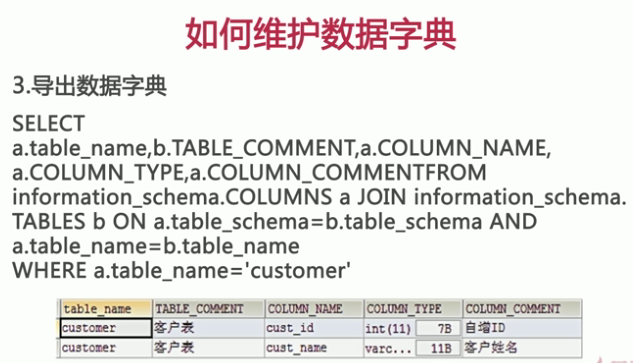 如何维护数据字典
3.导出数据字典
SELECT
a.table_name,b.TABLE_COMMENT,a.COLUMN_NAME,
a.COLUMN_TYPE,a.COLUMN_COMMENTFROM
information_schema.COLUMNS a JOIN information_schema.
TABLES b ON a.table_schema=b.table_schema AND
a.table_name=b.table_name
WHERE a.table_name='customer'
table_name TABLE_COMMENT COLUMN_NAME COLUMN_TYPE COLUMN_COMMENT
customer 客户表 cust_id int(11) 7B 自增ID
customer 客户表 cust_name varc... 11B 客户姓名